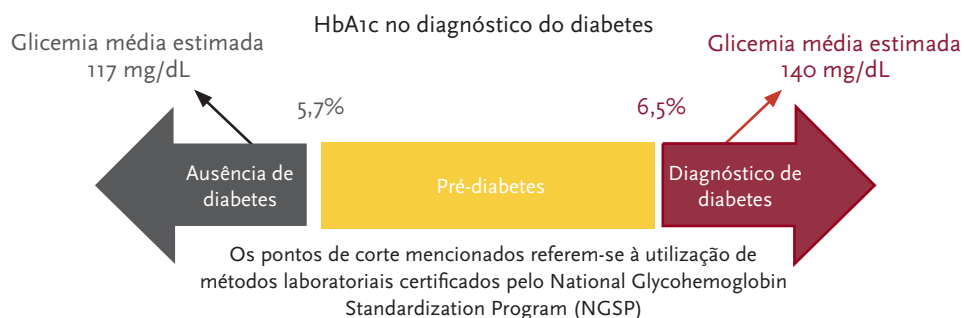 HbA1c no diagnóstico do diabetes
Glicemia média estimada
117 mg/dL
Glicemia média estimada
140 mg/dL
5,7%
6,5%
Ausência de
diabetes
Pré-diabetes
Diagnóstico de
diabetes
Os pontos de corte mencionados referem-se à utilização de
métodos laboratoriais certificados pelo National Glycohemoglobin
Standardization Program (NGSP)